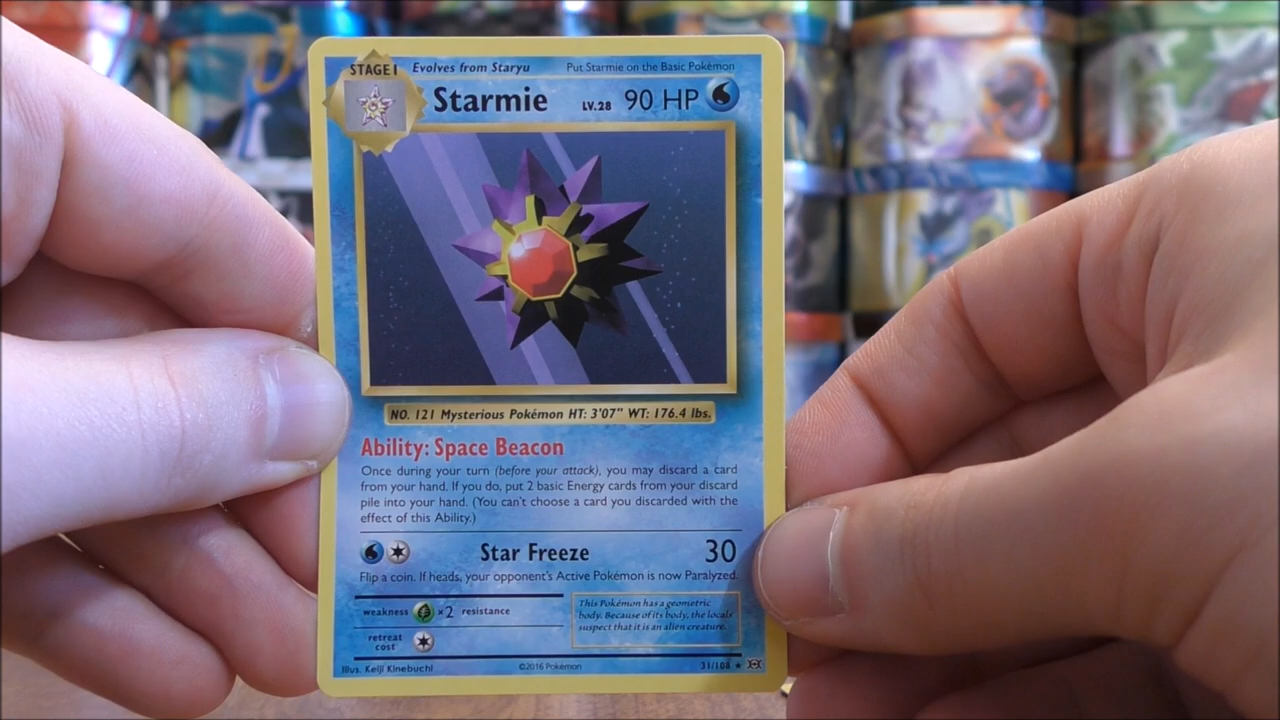 STAGE 1 Evolves from Staryu Put Starmie on the Basic Pokémon
Starmie LV.28 90 HP
NO. 121 Mysterious Pokémon HT: 3'07" WT: 176.4 lbs.
Ability: Space Beacon
Once during your turn (before your attack), you may discard a card
from your hand. If you do, put 2 basic Energy cards from your discard
pile into your hand. (You can't choose a card you discarded with the
effect of this Ability.)
Star Freeze 30
Flip a coin. If heads, your opponent's Active Pokémon is now Paralyzed.
weakness ×2 resistance
retreat
cost
This Pokémon has a geometric
body. Because of its body, the locals
suspect that it is an alien creature.
Illus. Keiji Kinebuchi ©2016 Pokémon 31/108 ★